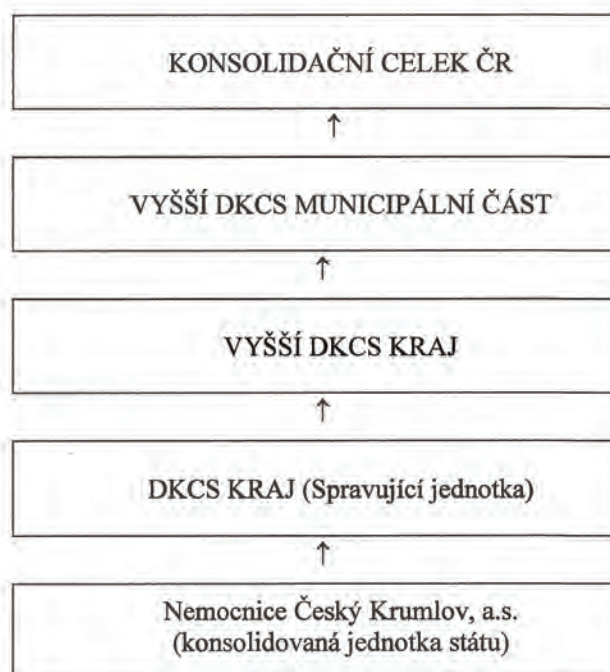 KONSOLIDAČNÍ CELEK ČR
↑
VYŠŠÍ DKCS MUNICIPÁLNÍ ČÁST
↑
VYŠŠÍ DKCS KRAJ
↑
DKCS KRAJ (Spravující jednotka)
↑
Nemocnice Český Krumlov, a.s.
(konsolidovaná jednotka státu)